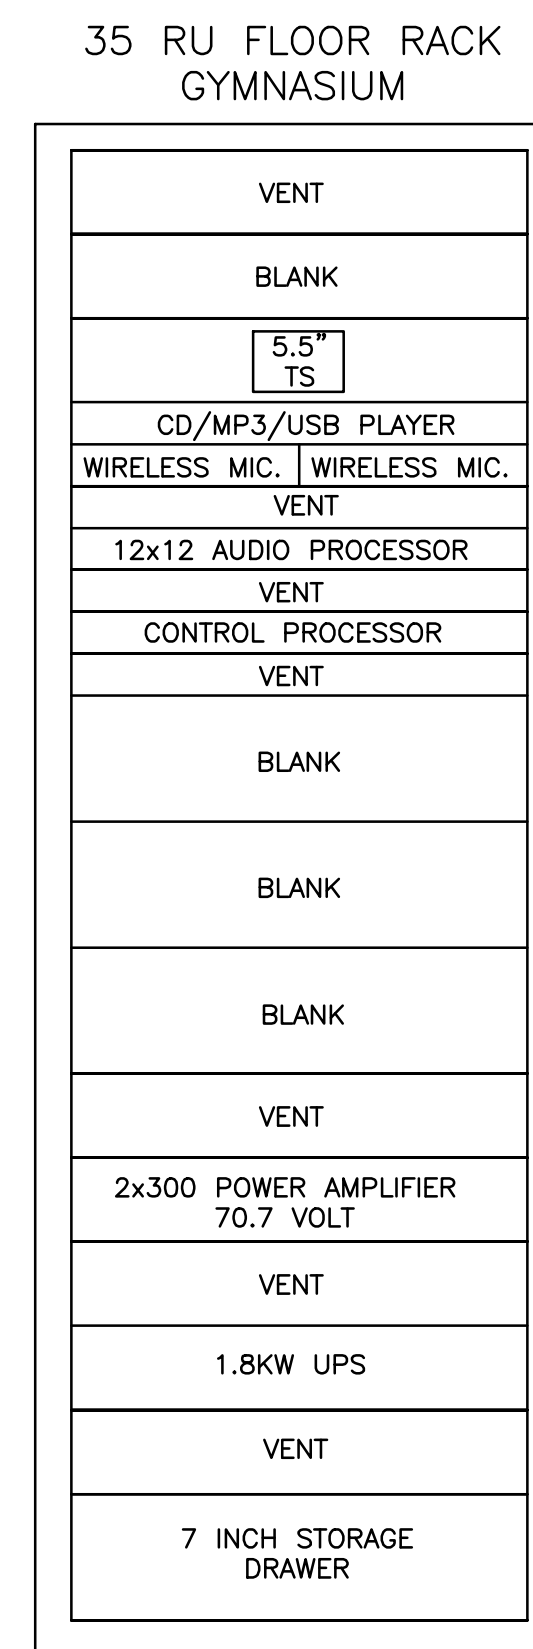 35 RU FLOOR RACK
GYMNASIUM
VENT
BLANK
5.5"
TS
CD/MP3/USB PLAYER
WIRELESS MIC. WIRELESS MIC.
VENT
12x12 AUDIO PROCESSOR
VENT
CONTROL PROCESSOR
VENT
BLANK
BLANK
BLANK
VENT
2x300 POWER AMPLIFIER
70.7 VOLT
VENT
1.8KW UPS
VENT
7 INCH STORAGE
DRAWER